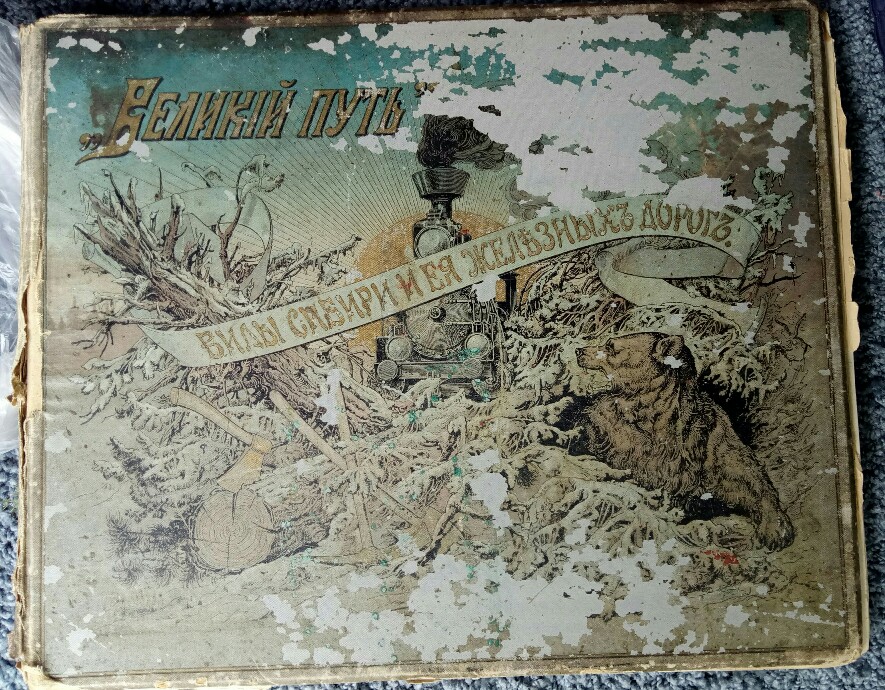 „Великій путь”
Виды Сибири и ея желѣзныхъ дорогъ.